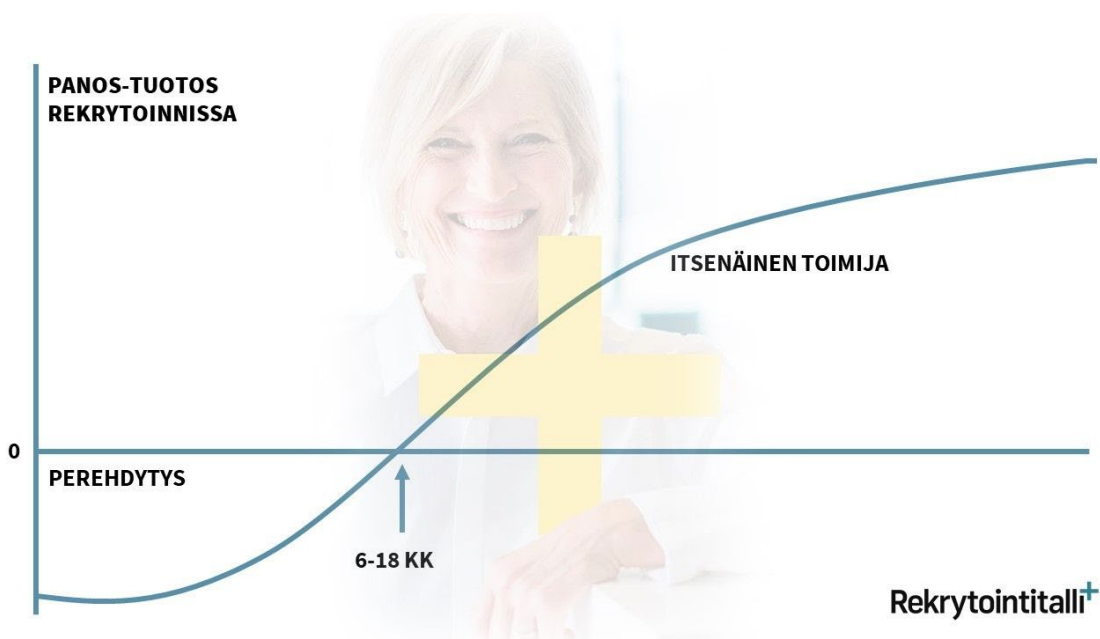 PANOS-TUOTOS
REKRYTOINNISSA
ITSENÄINEN TOIMIJA
0
PEREHDYTYS
6-18 KK
Rekrytointitalli+